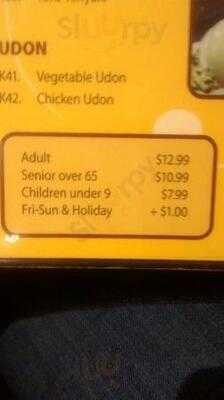 UDON
K41. Vegetable Udon
K42. Chicken Udon
Adult $12.99
Senior over 65 $10.99
Children under 9 $7.99
Fri-Sun & Holiday + $1.00